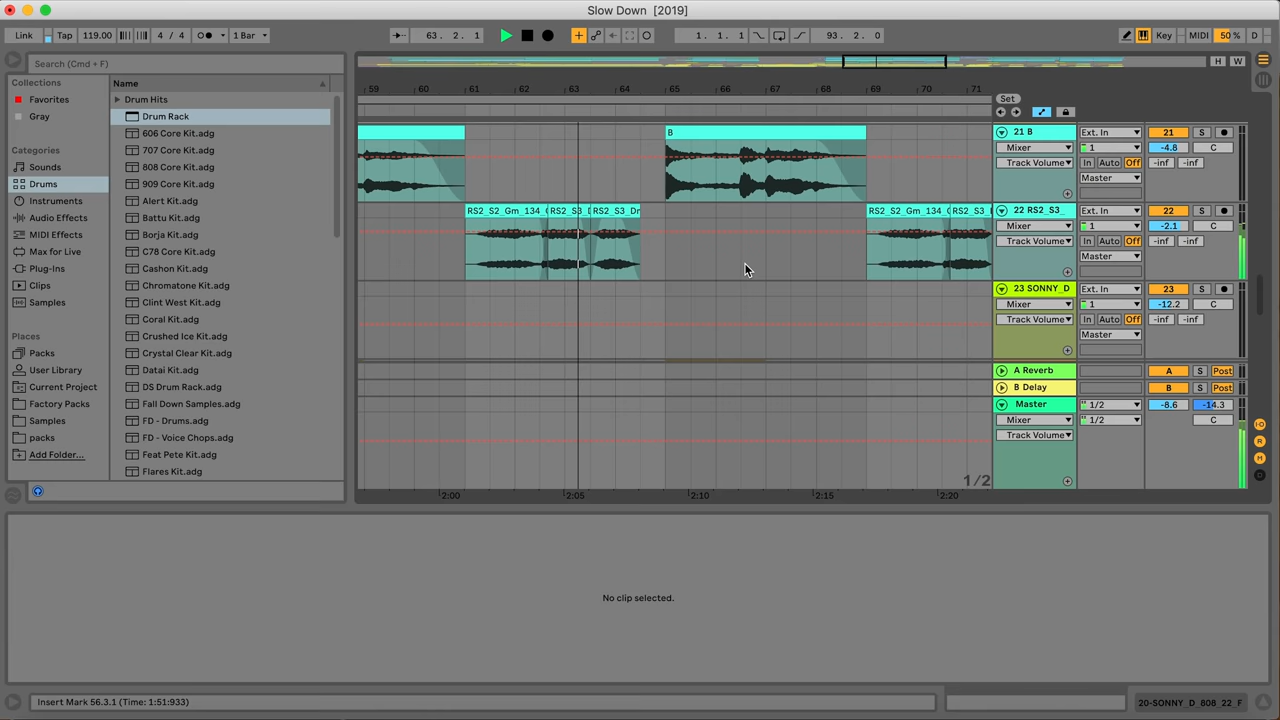 Slow Down [2019]
Link Tap 119.00 4 / 4 1 Bar 63. 2. 1 1. 1. 1 93. 2. 0 Key MIDI 50 % D
Search (Cmd + F)
H W
Collections
Favorites
Gray
Categories
Sounds
Drums
Instruments
Audio Effects
MIDI Effects
Max for Live
Plug-Ins
Clips
Samples
Places
Packs
User Library
Current Project
Factory Packs
Samples
packs
Add Folder...
Name
Drum Hits
Drum Rack
606 Core Kit.adg
707 Core Kit.adg
808 Core Kit.adg
909 Core Kit.adg
Alert Kit.adg
Battu Kit.adg
Borja Kit.adg
C78 Core Kit.adg
Cashon Kit.adg
Chromatone Kit.adg
Clint West Kit.adg
Coral Kit.adg
Crushed Ice Kit.adg
Crystal Clear Kit.adg
Datai Kit.adg
DS Drum Rack.adg
Fall Down Samples.adg
FD - Drums.adg
FD - Voice Chops.adg
Feat Pete Kit.adg
Flares Kit.adg
59 60 61 62 63 64 65 66 67 68 69 70 71
Set
B
21 B Ext. In 21 S
Mixer 1 -4.8 C
Track Volume In Auto Off -inf -inf
Master
RS2_S2_Gm_134_ RS2_S3_ RS2_S3_Dr RS2_S2_Gm_134_ RS2_S3_
22 RS2_S3_ Ext. In 22 S
Mixer 1 -2.1 C
Track Volume In Auto Off -inf -inf
Master
23 SONNY_D Ext. In 23 S
Mixer 1 -12.2 C
Track Volume In Auto Off -inf -inf
Master
A Reverb A S Post
B Delay B S Post
Master 1/2 -8.6 -14.3
Mixer 1/2 C
Track Volume
1/2
2:00 2:05 2:10 2:15 2:20
No clip selected.
Insert Mark 56.3.1 (Time: 1:51:933)
20-SONNY_D_808_22_F